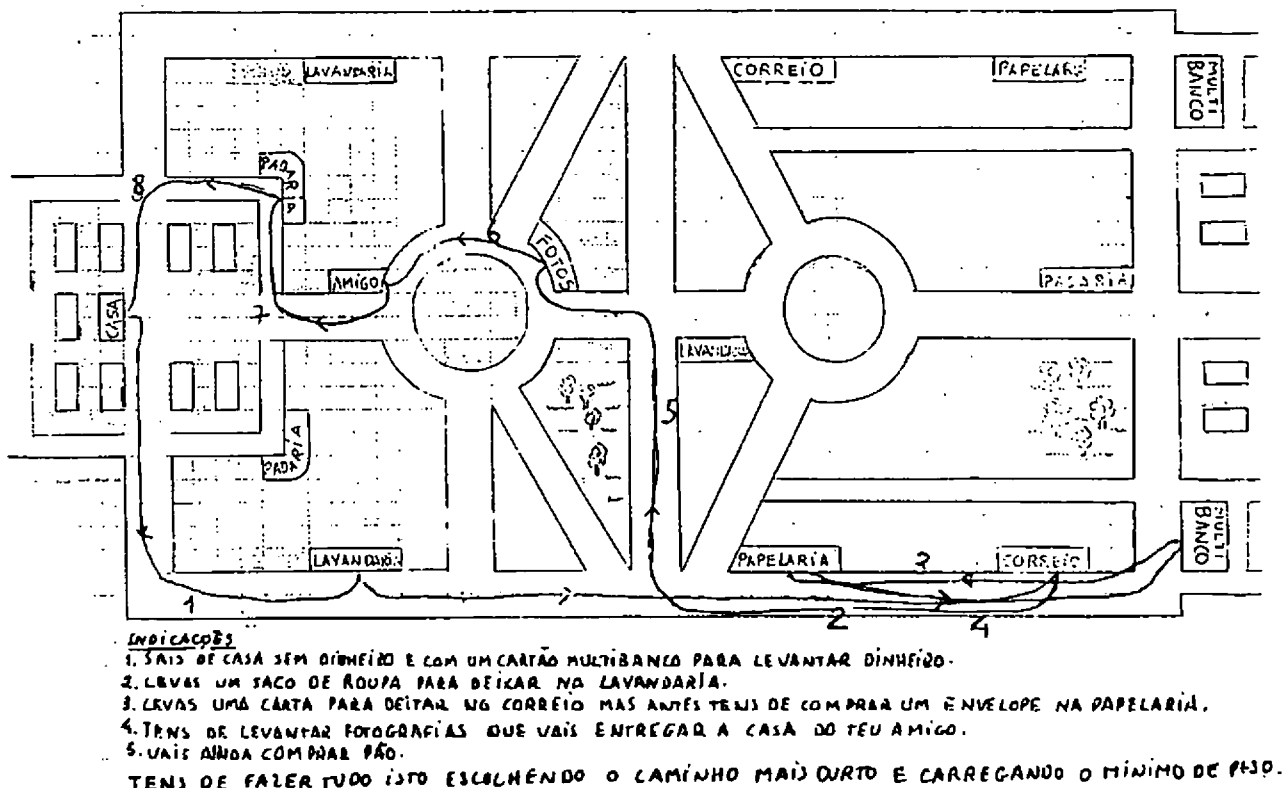 LAVANDARIA
CORREIO
PAPELARI
MULTI
BANCO
PADARIA
8
6
FOTOS
AMIGO
PADARIA
7
CASA
LAVANDARI
5
PADARIA
MULTI
BANCO
LAVANDARIA
PAPELARIA
3
CORREIO
1
2
4
INDICAÇÕES
1. SAIS DE CASA SEM DINHEIRO E COM UM CARTÃO MULTIBANCO PARA LEVANTAR DINHEIRO.
2. LEVAS UM SACO DE ROUPA PARA DEIXAR NA LAVANDARIA.
3. LEVAS UMA CARTA PARA DEITAR NO CORREIO MAS ANTES TENS DE COMPRAR UM ENVELOPE NA PAPELARIA.
4. TENS DE LEVANTAR FOTOGRAFIAS QUE VAIS ENTREGAR A CASA DO TEU AMIGO.
5. VAIS AINDA COMPRAR PÃO.
TENS DE FAZER TUDO ISTO ESCOLHENDO O CAMINHO MAIS CURTO E CARREGANDO O MÍNIMO DE PESO.